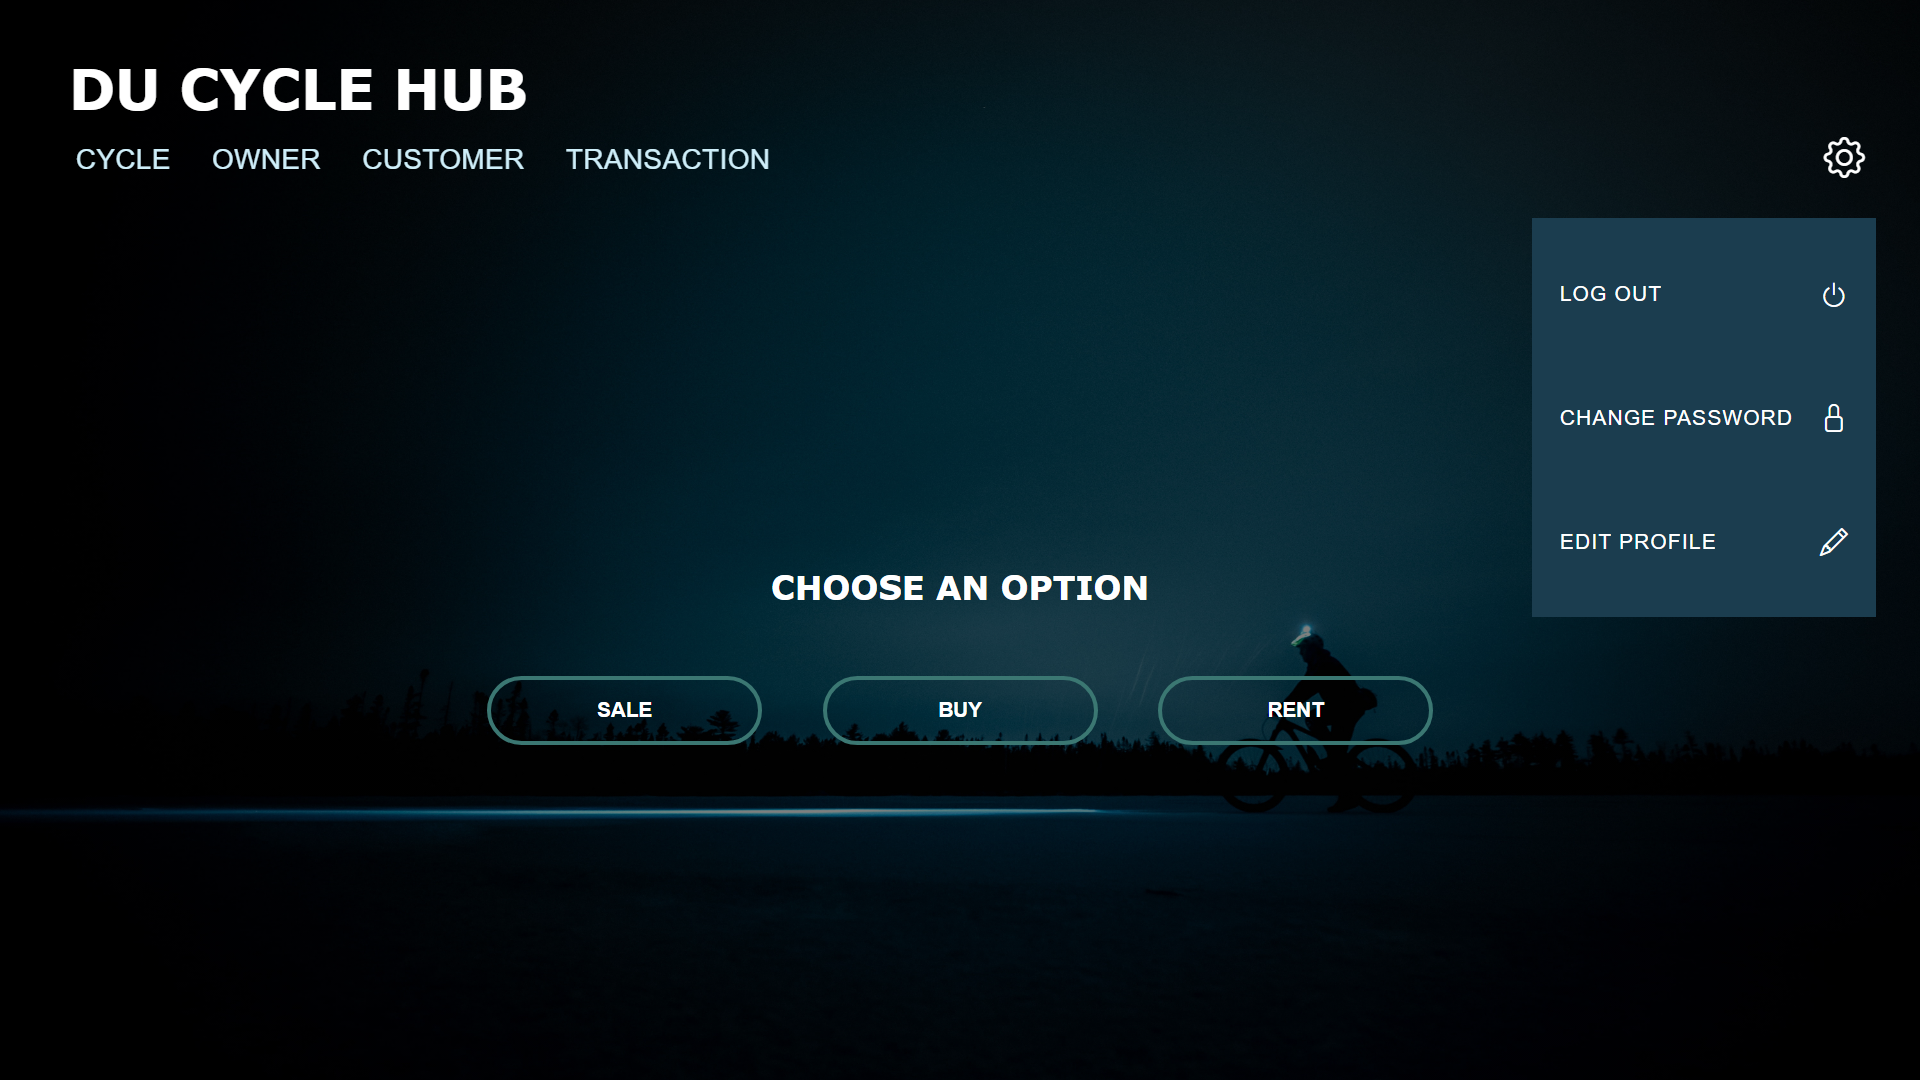 DU CYCLE HUB
CYCLE OWNER CUSTOMER TRANSACTION
LOG OUT
CHANGE PASSWORD
EDIT PROFILE
CHOOSE AN OPTION
SALE BUY RENT